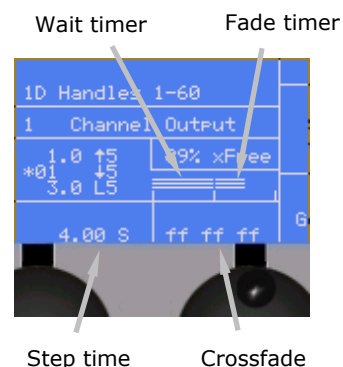 Wait timer
Fade timer
1D Handles 1-60
1 Channel Output
1.0 ↑5
89% xFree
*01 ↓5
3.0 L5
G
4.00 S
ff ff ff
Step time
Crossfade